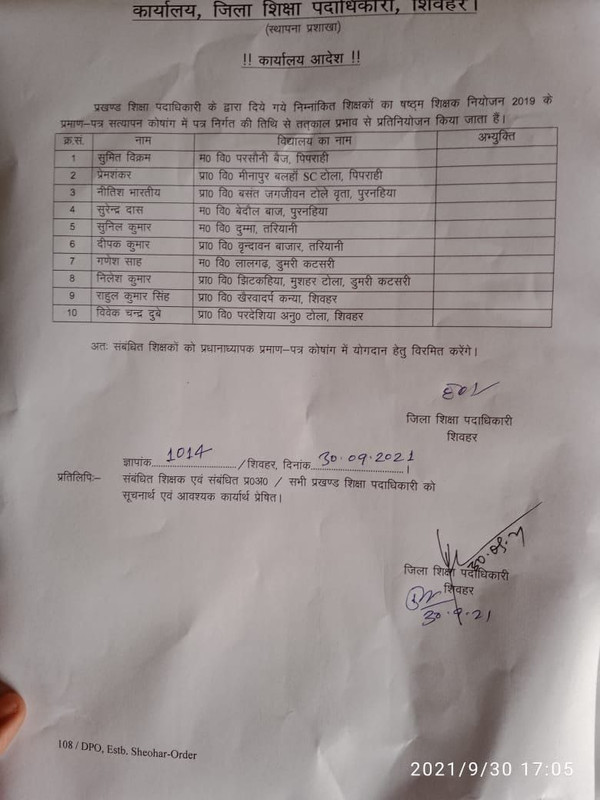 कार्यालय, जिला शिक्षा पदाधिकारी, शिवहर।
(स्थापना प्रशाखा)
!! कार्यालय आदेश !!
प्रखण्ड शिक्षा पदाधिकारी के द्वारा दिये गये निम्नांकित शिक्षकों का षष्ठम शिक्षक नियोजन 2019 के
प्रमाण–पत्र सत्यापन कोषांग में पत्र निर्गत की तिथि से तत्काल प्रभाव से प्रतिनियोजन किया जाता हैं।
क्र.सं. नाम विद्यालय का नाम अभ्युक्ति
1 सुमित विक्रम म0 वि0 परसौनी बैज, पिपराही
2 प्रेमशंकर प्रा0 वि0 मीनापुर बलहाँ SC टोला, पिपराही
3 नीतिश भारतीय प्रा0 वि0 बसंत जगजीवन टोले वृता, पुरनहिया
4 सुरेन्द्र दास म0 वि0 बेदौल बाज, पुरनहिया
5 सुनिल कुमार म0 वि0 दुम्मा, तरियानी
6 दीपक कुमार प्रा0 वि0 वृन्दावन बाजार, तरियानी
7 गणेश साह म0 वि0 लालगढ़, डुमरी कटसरी
8 निलेश कुमार प्रा0 वि0 झिटकहिया, मुशहर टोला, डुमरी कटसरी
9 राहुल कुमार सिंह प्रा0 वि0 खैरवादर्प कन्या, शिवहर
10 विवेक चन्द्र दुबे प्रा0 वि0 परदेशिया अनु0 टोला, शिवहर
अतः संबंधित शिक्षकों को प्रधानाध्यापक प्रमाण–पत्र कोषांग में योगदान हेतु विरमित करेंगे।
जिला शिक्षा पदाधिकारी
शिवहर
ज्ञापांक 1014 /शिवहर, दिनांक 30.09.2021 ।
प्रतिलिपिः– संबंधित शिक्षक एवं संबंधित प्र0अ0 / सभी प्रखण्ड शिक्षा पदाधिकारी को
सूचनार्थ एवं आवश्यक कार्यार्थ प्रेषित।
जिला शिक्षा पदाधिकारी
शिवहर
30.9.21
108 / DPO, Estb. Sheohar-Order
2021/9/30 17:05